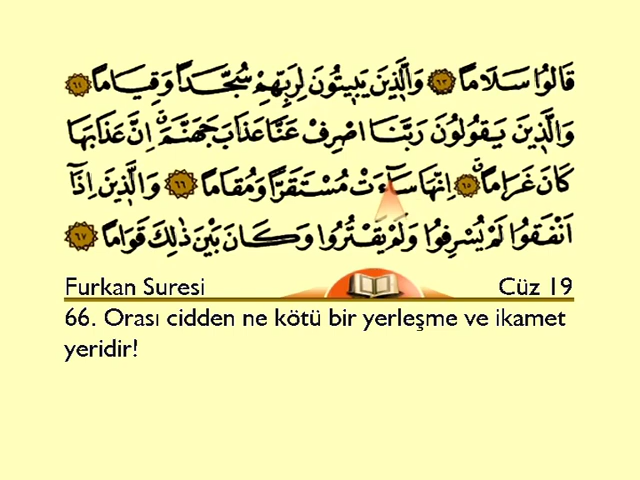 قَالُوا سَلَامًا ﴿٦٣﴾ وَالَّذ۪ينَ يَب۪يتُونَ لِرَبِّهِمْ سُجَّدًا وَقِيَامًا ﴿٦٤﴾
وَالَّذ۪ينَ يَقُولُونَ رَبَّنَا اصْرِفْ عَنَّا عَذَابَ جَهَنَّمَۗ اِنَّ عَذَابَهَا
كَانَ غَرَامًاۗ ﴿٦٥﴾ اِنَّهَا سَٓاءَتْ مُسْتَقَرًّا وَمُقَامًا ﴿٦٦﴾ وَالَّذ۪ينَ اِذَٓا
اَنْفَقُوا لَمْ يُسْرِفُوا وَلَمْ يَقْتُرُوا وَكَانَ بَيْنَ ذٰلِكَ قَوَامًا ﴿٦٧﴾
Furkan Suresi Cüz 19
66. Orası cidden ne kötü bir yerleşme ve ikamet
yeridir!